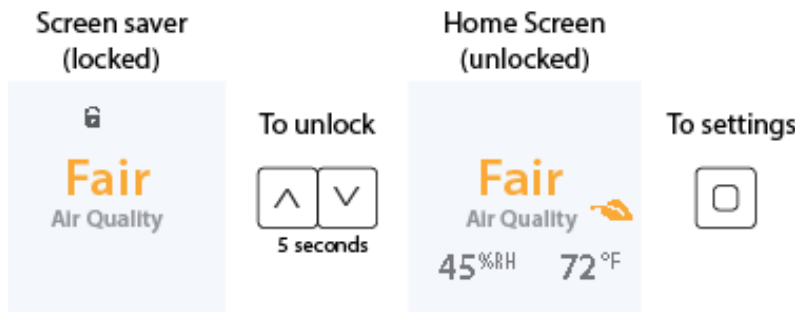 Screen saver
(locked)
Fair
Air Quality
To unlock
5 seconds
Home Screen
(unlocked)
Fair
Air Quality
45%RH 72°F
To settings